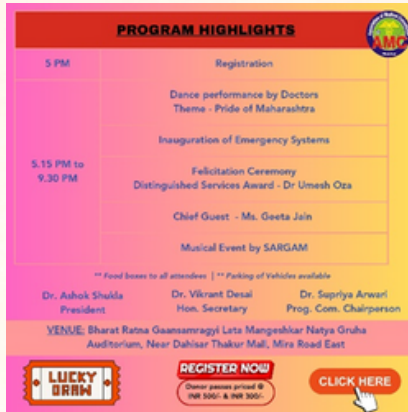 PROGRAM HIGHLIGHTS
AMC
5 PM
Registration
5.15 PM to
9.30 PM
Dance performance by Doctors
Theme - Pride of Maharashtra
Inauguration of Emergency Systems
Felicitation Ceremony
Distinguished Services Award - Dr Umesh Oza
Chief Guest - Ms. Geeta Jain
Musical Event by SARGAM
** Food boxes to all attendees | ** Parking of Vehicles available
Dr. Ashok Shukla
President
Dr. Vikrant Desai
Hon. Secretary
Dr. Supriya Arwari
Prog. Com. Chairperson
VENUE: Bharat Ratna Gaansamragyi Lata Mangeshkar Natya Gruha
Auditorium, Near Dahisar Thakur Mall, Mira Road East
LUCKY
DRAW
REGISTER NOW
Donor passes priced @
INR 500/- & INR 300/-
CLICK HERE